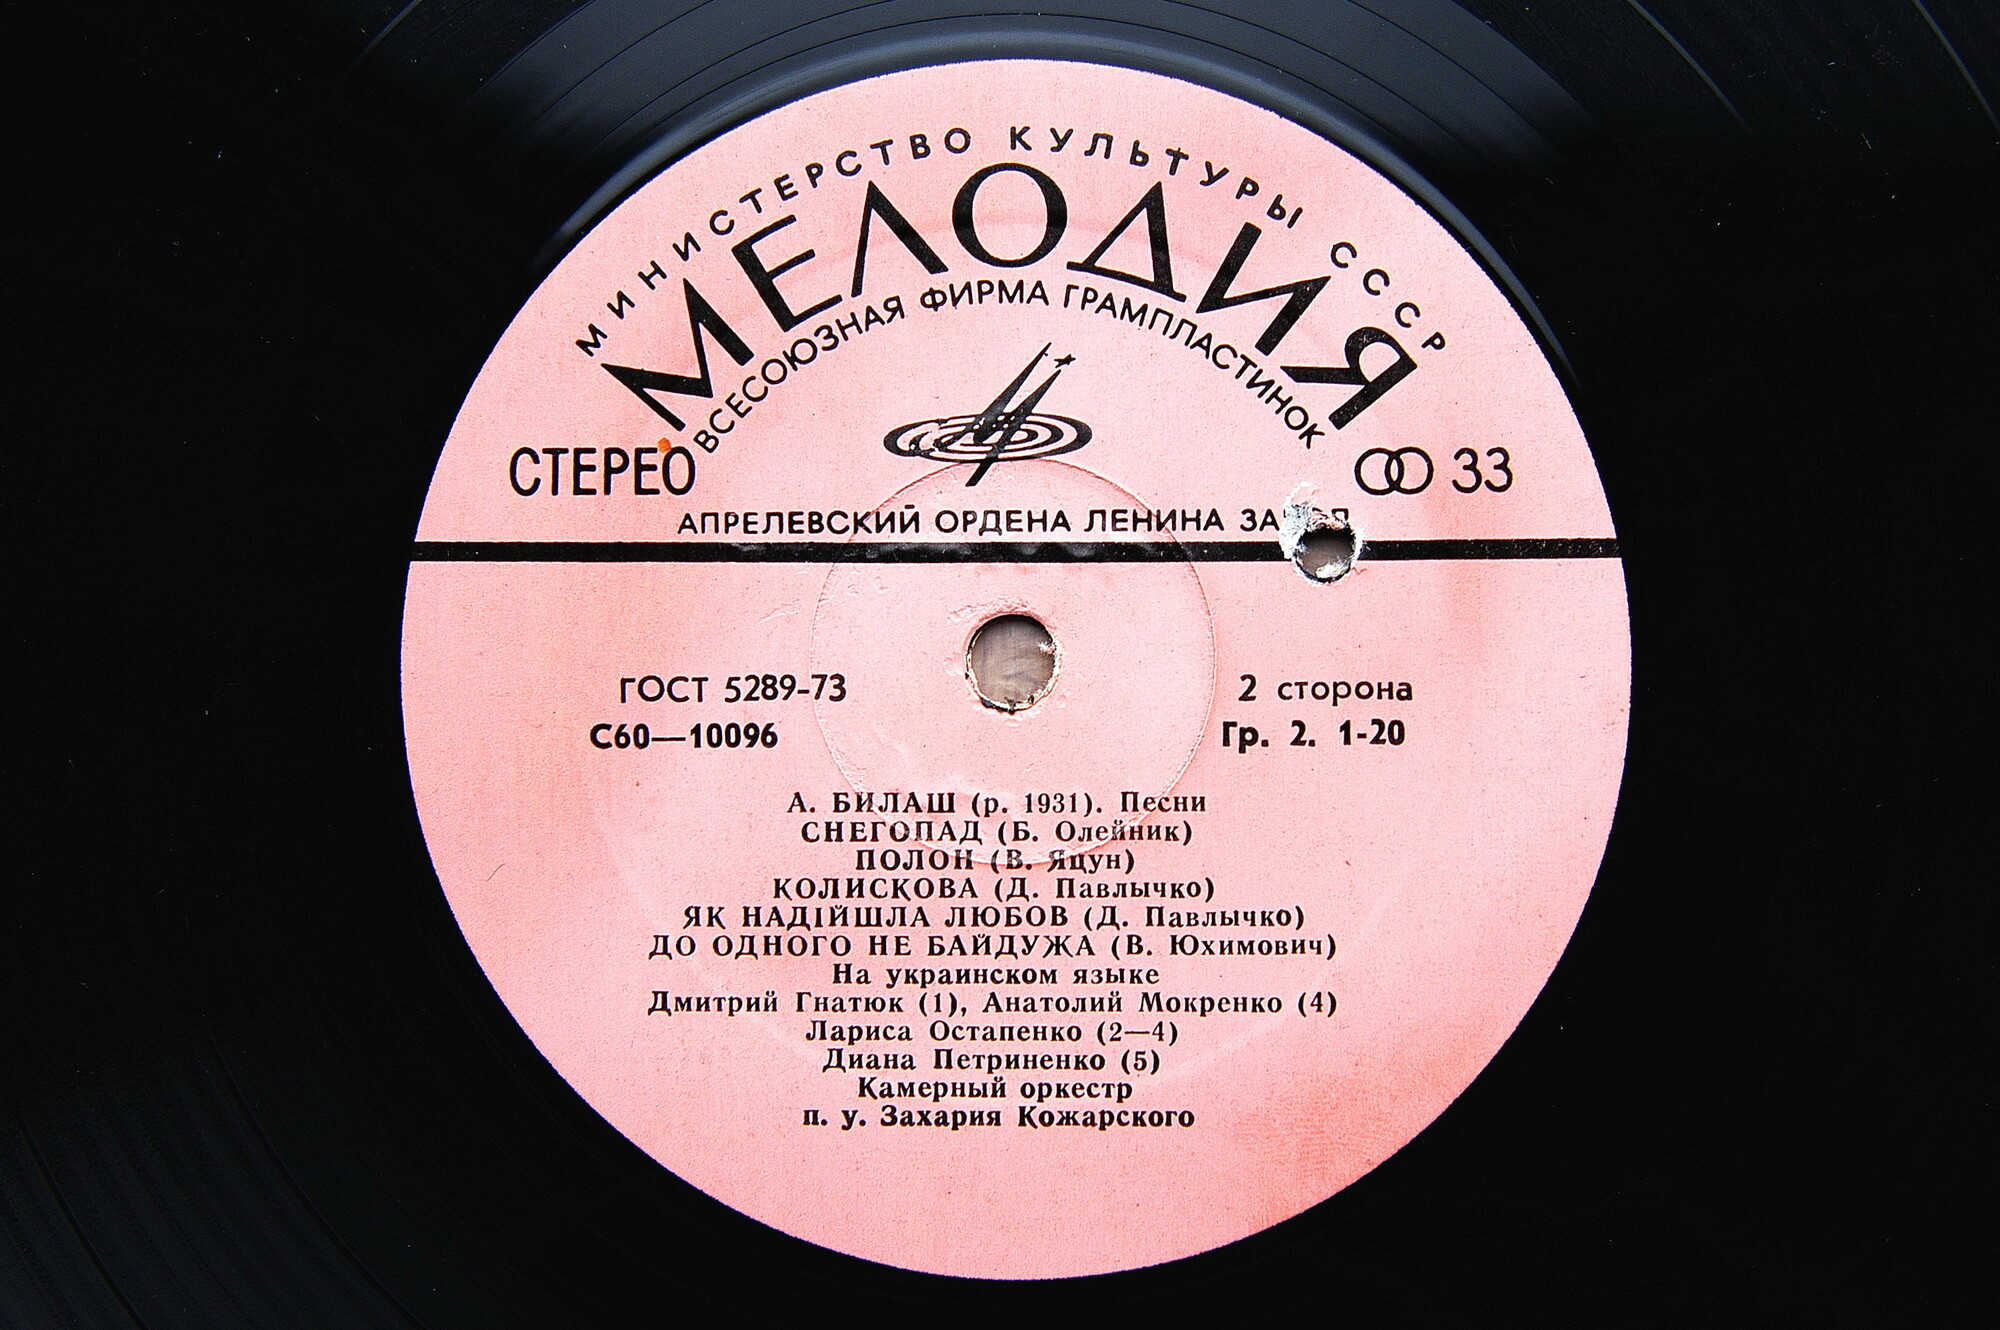 МИНИСТЕРСТВО КУЛЬТУРЫ СССР
МЕЛОДИЯ
ВСЕСОЮЗНАЯ ФИРМА ГРАМПЛАСТИНОК
СТЕРЕО 33
АПРЕЛЕВСКИЙ ОРДЕНА ЛЕНИНА
ГОСТ 5289-73 2 сторона
С60—10096 Гр. 2. 1-20
А. БИЛАШ (р. 1931). Песни
СНЕГОПАД (Б. Олейник)
ПОЛОН (В. Яцун)
КОЛИСКОВА (Д. Павлычко)
ЯК НАДІЙШЛА ЛЮБОВ (Д. Павлычко)
ДО ОДНОГО НЕ БАЙДУЖА (В. Юхимович)
На украинском языке
Дмитрий Гнатюк (1), Анатолий Мокренко (4)
Лариса Остапенко (2—4)
Диана Петриненко (5)
Камерный оркестр
п. у. Захария Кожарского